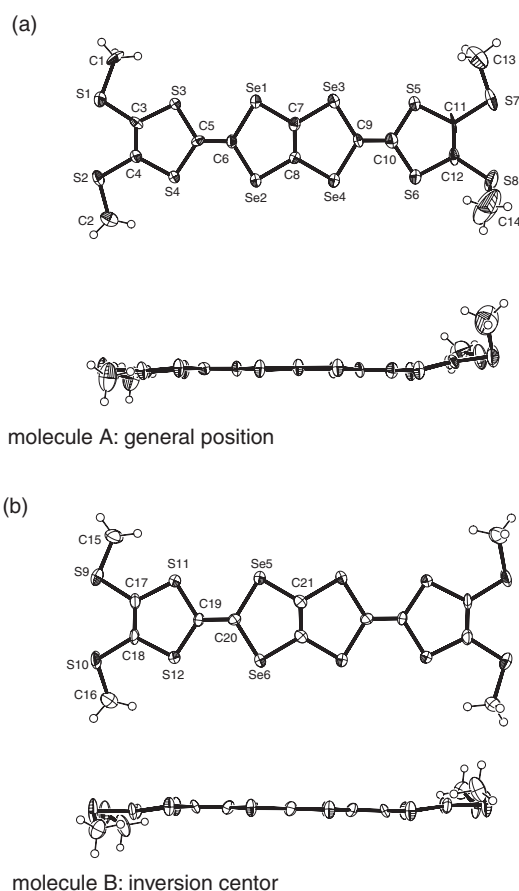 (a)
C1 C13
S1 S3 Se1 Se3 S5 S7
C3 C7 C11
C5 C9
C4 C6 C8 C10 C12
S2 S4 Se2 Se4 S6 S8
C2 C14
molecule A: general position
(b)
C15
S9 S11 Se5
C17 C21
C19
C18 C20
S10 S12 Se6
C16
molecule B: inversion centor